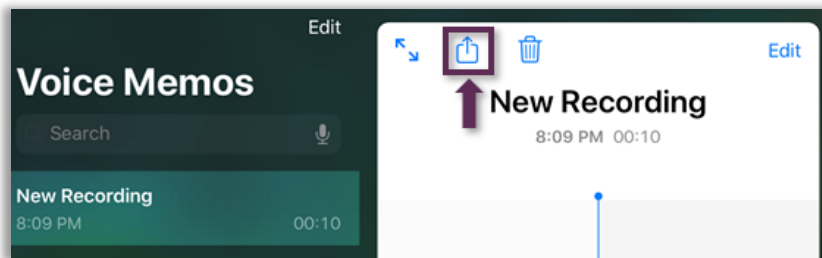 Edit
Voice Memos
Search
New Recording
8:09 PM 00:10
Edit
New Recording
8:09 PM 00:10